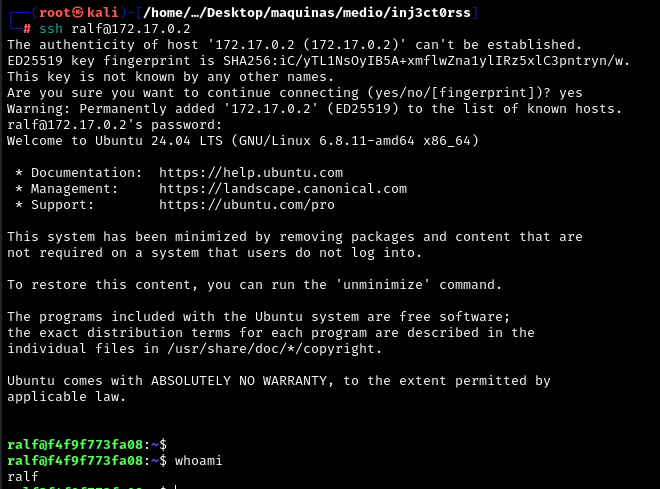 ┌──(root㉿kali)-[/home/…/Desktop/maquinas/medio/inj3ct0rss]
└─# ssh ralf@172.17.0.2
The authenticity of host '172.17.0.2 (172.17.0.2)' can't be established.
ED25519 key fingerprint is SHA256:iC/yTL1NsOyIB5A+xmflwZna1ylIRz5xlC3pntryn/w.
This key is not known by any other names.
Are you sure you want to continue connecting (yes/no/[fingerprint])? yes
Warning: Permanently added '172.17.0.2' (ED25519) to the list of known hosts.
ralf@172.17.0.2's password:
Welcome to Ubuntu 24.04 LTS (GNU/Linux 6.8.11-amd64 x86_64)

 * Documentation:  https://help.ubuntu.com
 * Management:     https://landscape.canonical.com
 * Support:        https://ubuntu.com/pro

This system has been minimized by removing packages and content that are
not required on a system that users do not log into.

To restore this content, you can run the 'unminimize' command.

The programs included with the Ubuntu system are free software;
the exact distribution terms for each program are described in the
individual files in /usr/share/doc/*/copyright.

Ubuntu comes with ABSOLUTELY NO WARRANTY, to the extent permitted by
applicable law.

ralf@f4f9f773fa08:~$
ralf@f4f9f773fa08:~$ whoami
ralf